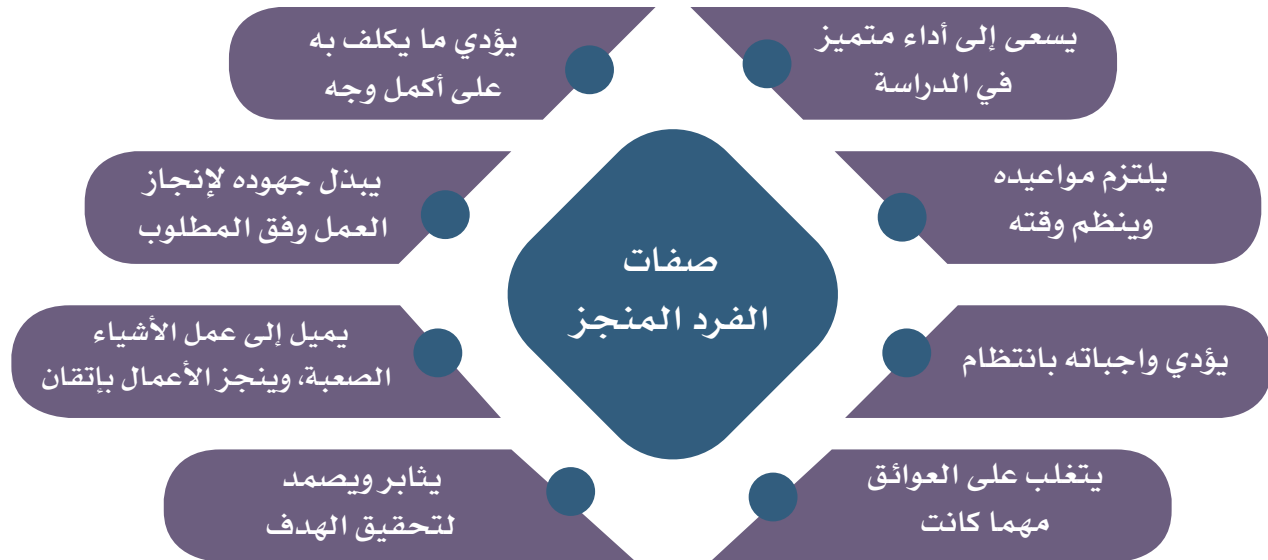 صفات
الفرد المنجز
يسعى إلى أداء متميز
في الدراسة
يلتزم مواعيده
وينظم وقته
يؤدي واجباته بانتظام
يتغلب على العوائق
مهما كانت
يؤدي ما يكلف به
على أكمل وجه
يبذل جهوده لإنجاز
العمل وفق المطلوب
يميل إلى عمل الأشياء
الصعبة، وينجز الأعمال بإتقان
يثابر ويصمد
لتحقيق الهدف